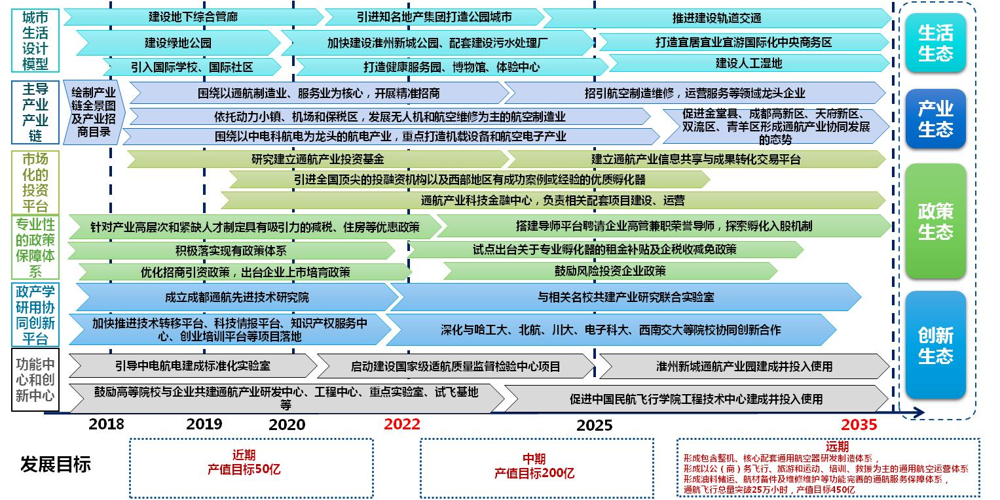 城市
生活
设计
模型
建设地下综合管廊
引进知名地产集团打造公园城市
推进建设轨道交通
建设绿地公园
加快建设淮州新城公园、配套建设污水处理厂
打造宜居宜业宜游国际化中央商务区
引入国际学校、国际社区
打造健康服务园、博物馆、体验中心
建设人工湿地
生活
生态
主导
产业
产业
链
绘制产业
链全景图
及产业招
商目录
围绕以通航制造业、服务业为核心，开展精准招商
招引航空制造维修，运营服务等领域龙头企业
依托动力小镇、机场和保税区，发展无人机和航空维修为主的航空制造业
促进金堂县、成都高新区、天府新区、
双流区、青羊区形成通航产业协同发展
的态势
围绕以中电科航电为龙头的航电产业，重点打造机载设备和航空电子产业
产业
生态
市场
化的
投资
平台
研究建立通航产业投资基金
建立通航产业信息共享与成果转化交易平台
引进全国顶尖的投融资机构以及西部地区有成功案例或经验的优质孵化器
通航产业科技金融中心，负责相关配套项目建设、运营
专业性
的政策
保障体
系
针对产业高层次和紧缺人才制定具有吸引力的减税、住房等优惠政策
搭建导师平台聘请企业高管兼职荣誉导师，探索孵化入股机制
积极落实现有政策体系
试点出台关于专业孵化器的租金补贴及企税收减免政策
优化招商引资政策，出台企业上市培育政策
鼓励风险投资企业政策
政策
生态
政产学
研用协
同创新
平台
成立成都通航先进技术研究院
与相关名校共建产业研究联合实验室
加快推进技术转移平台、科技情报平台、知识产权服务中
心、创业培训平台等项目落地
深化与哈工大、北航、川大、电子科大、西南交大等院校协同创新合作
创新
生态
功能中
心和创
新中心
引导中电航电建成标准化实验室
启动建设国家级适航质量监督检验中心项目
淮州新城通航产业园建成并投入使用
鼓励高等院校与企业共建通航产业研发中心、工程中心、重点实验室、试飞基地
等
促进中国民航飞行学院工程技术中心建成并投入使用
2018
2019
2020
2022
2025
2035
发展目标
近期
产值目标50亿
中期
产值目标200亿
远期
形成包含整机、核心配套通用航空器研发制造体系，
形成以公（商）务飞行、旅游和运动、培训、救援为主的通用航空运营体系
形成油料储运、航材备件及维修维护等功能完善的通航服务保障体系，
通航飞行总量突破25万小时，产值目标450亿